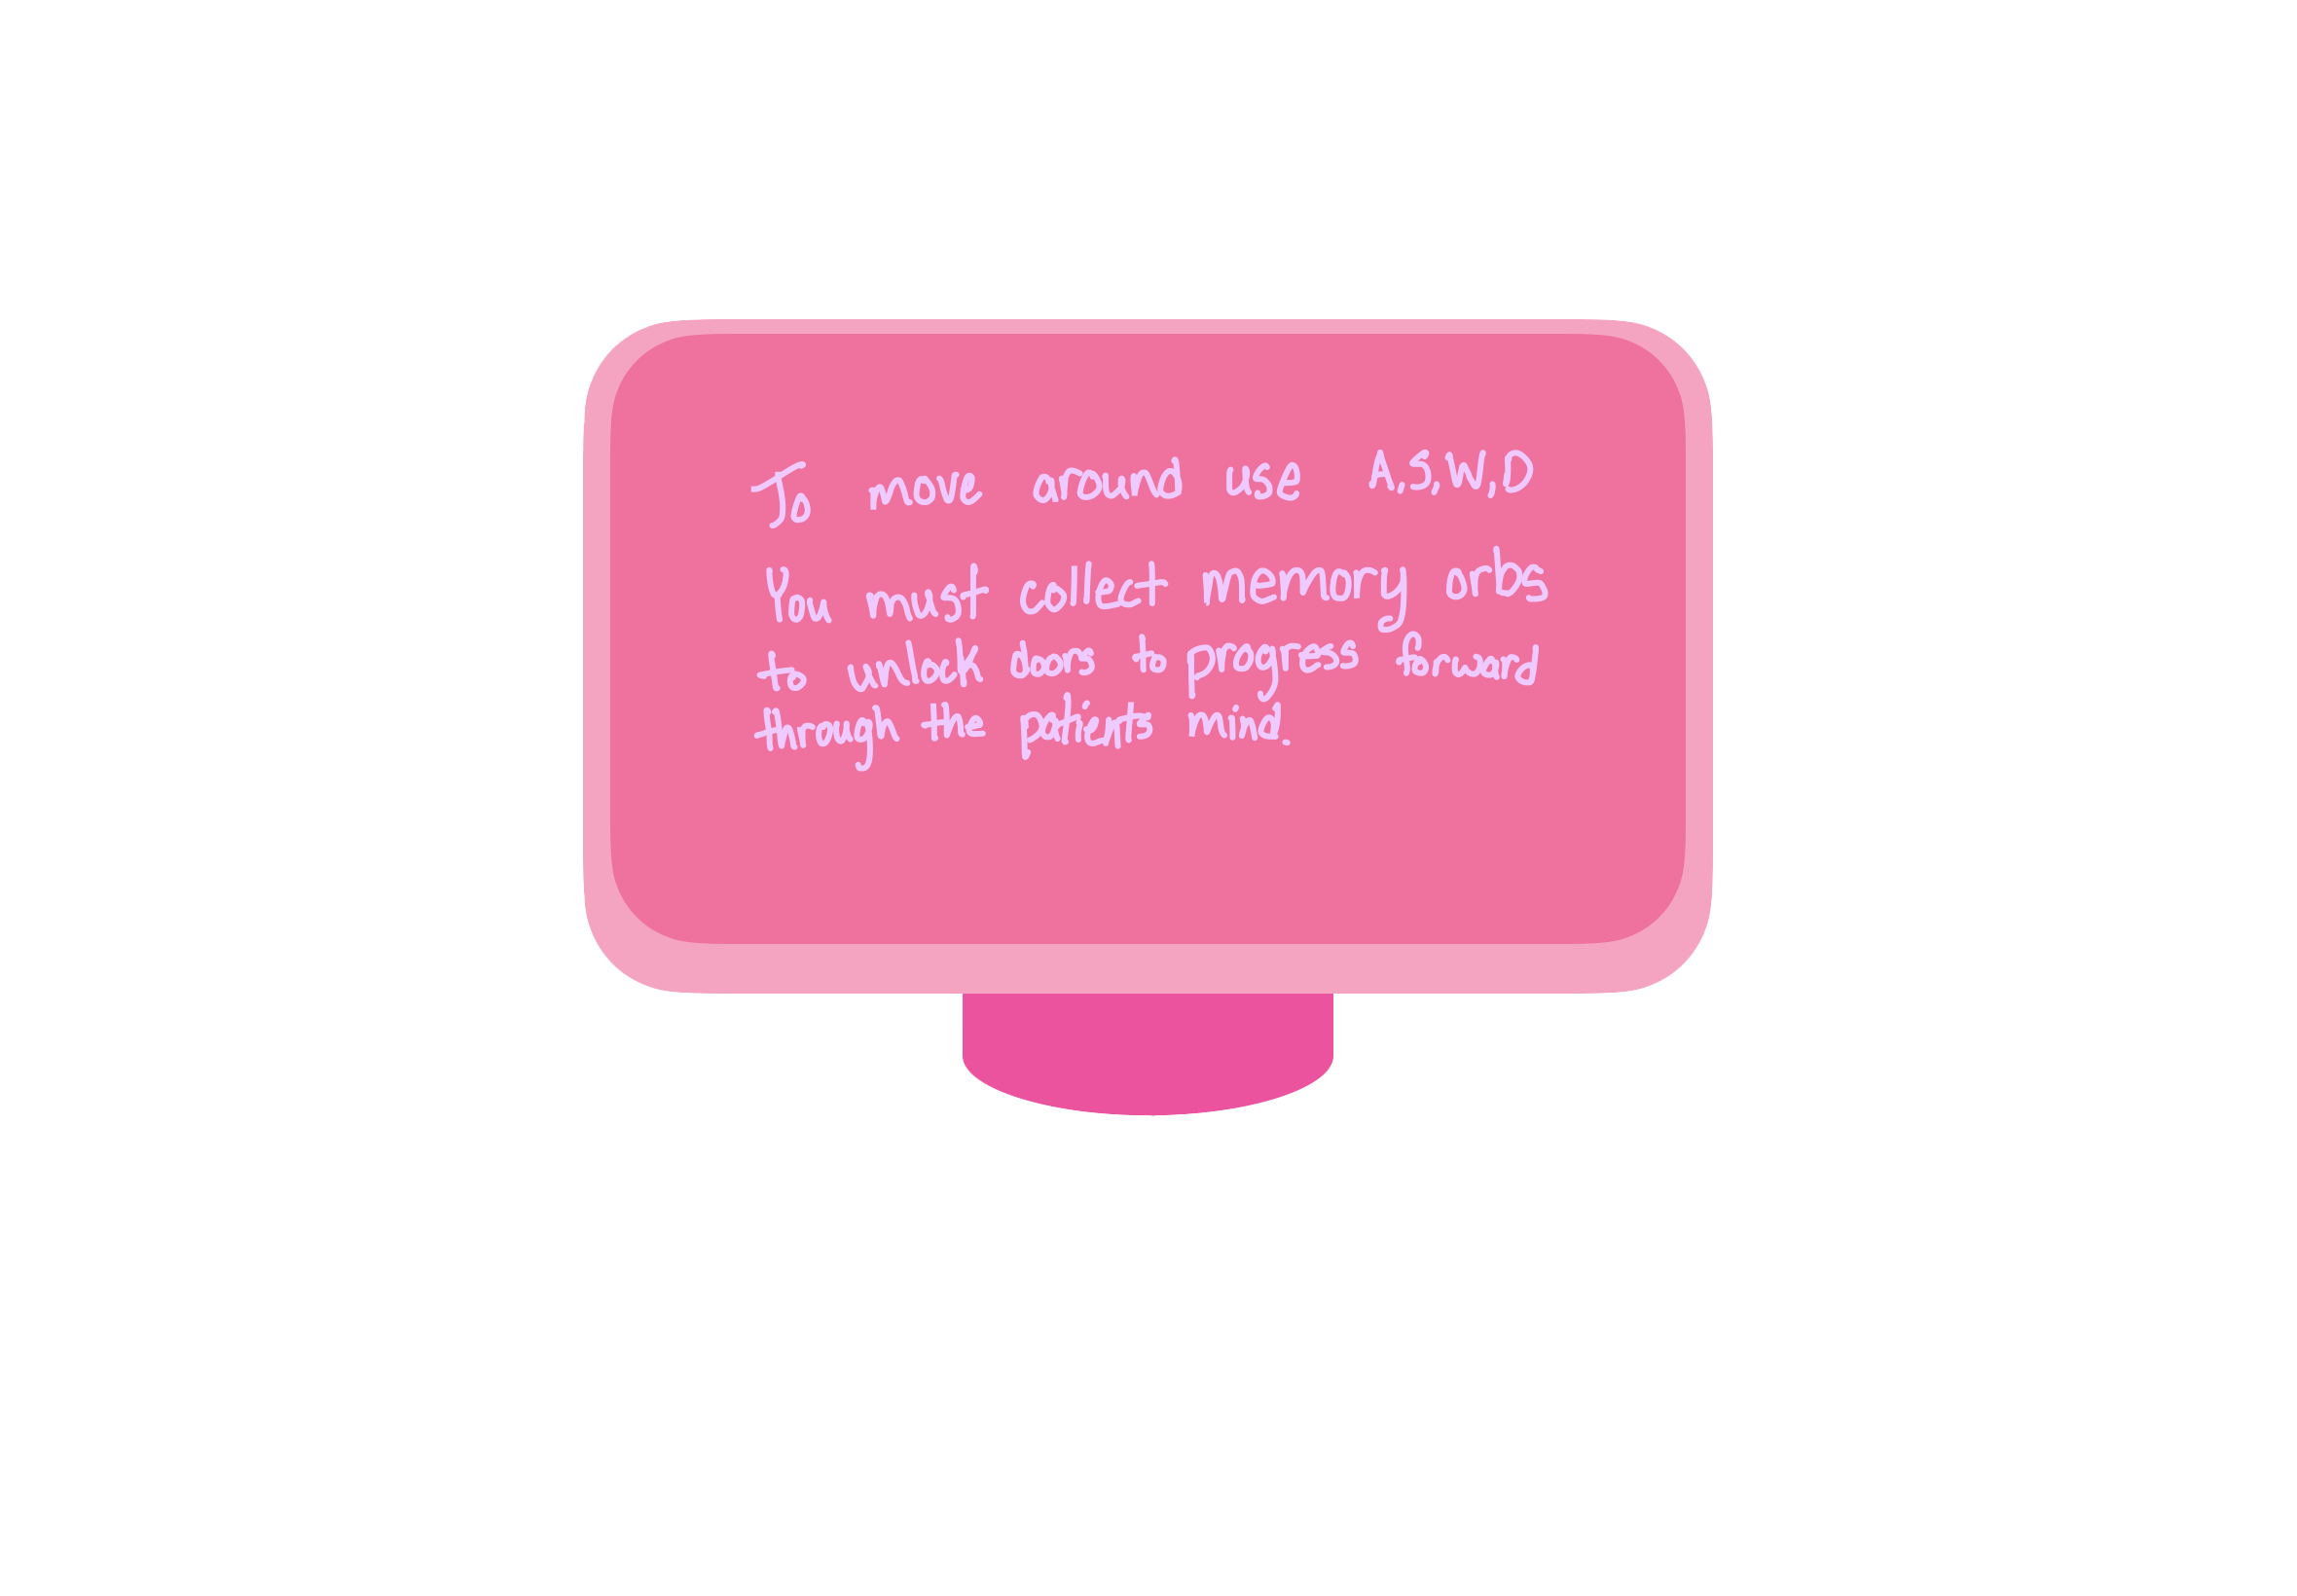 To move around use A,S,W,D
You must collect memory orbs
to unlock doors to progress forward
through the patients mind.